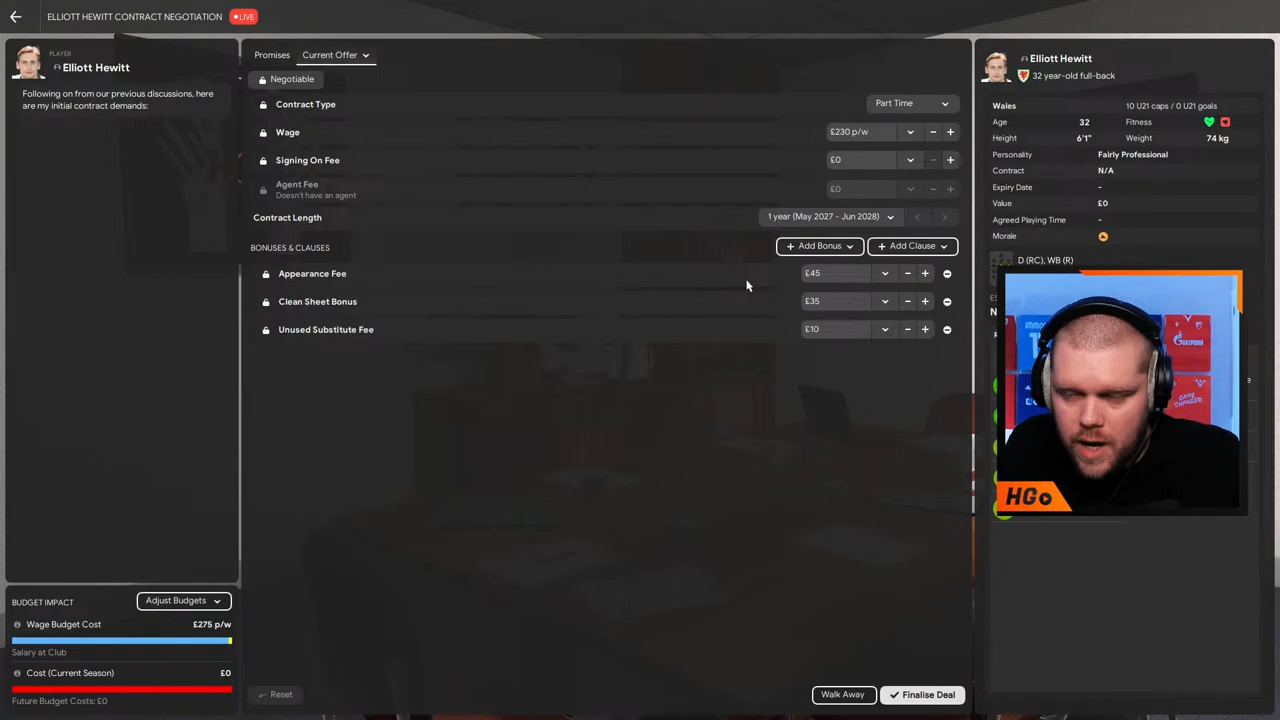 ELLIOTT HEWITT CONTRACT NEGOTIATION
LIVE
PLAYER
Elliott Hewitt
Following on from our previous discussions, here
are my initial contract demands:
Promises
Current Offer
Negotiable
Contract Type
Part Time
Wage
£230 p/w
Signing On Fee
£0
Agent Fee
Doesn't have an agent
£0
Contract Length
1 year (May 2027 - Jun 2028)
BONUSES & CLAUSES
Add Bonus
Add Clause
Appearance Fee
£45
Clean Sheet Bonus
£35
Unused Substitute Fee
£10
BUDGET IMPACT
Adjust Budgets
Wage Budget Cost
£275 p/w
Salary at Club
Cost (Current Season)
£0
Future Budget Costs: £0
Reset
Walk Away
Finalise Deal
Elliott Hewitt
32 year-old full-back
Wales
10 U21 caps / 0 U21 goals
Age
32
Fitness
Height
6'1"
Weight
74 kg
Personality
Fairly Professional
Contract
N/A
Expiry Date
-
Value
£0
Agreed Playing Time
-
Morale
D (RC), WB (R)
GAZPROM
GAME
CHANGER
HGo